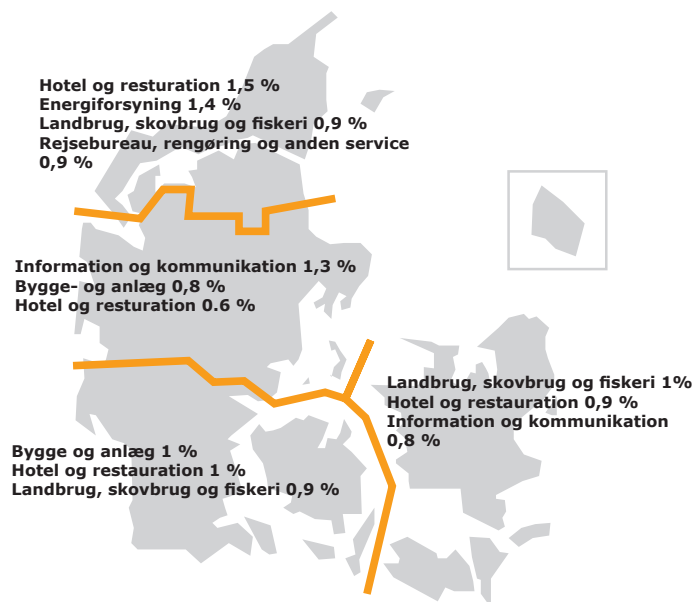 Hotel og resturation 1,5 %
Energiforsyning 1,4 %
Landbrug, skovbrug og fiskeri 0,9 %
Rejsebureau, rengøring og anden service
0,9 %
Information og kommunikation 1,3 %
Bygge- og anlæg 0,8 %
Hotel og resturation 0.6 %
Landbrug, skovbrug og fiskeri 1%
Hotel og restauration 0,9 %
Information og kommunikation
0,8 %
Bygge og anlæg 1 %
Hotel og restauration 1 %
Landbrug, skovbrug og fiskeri 0,9 %